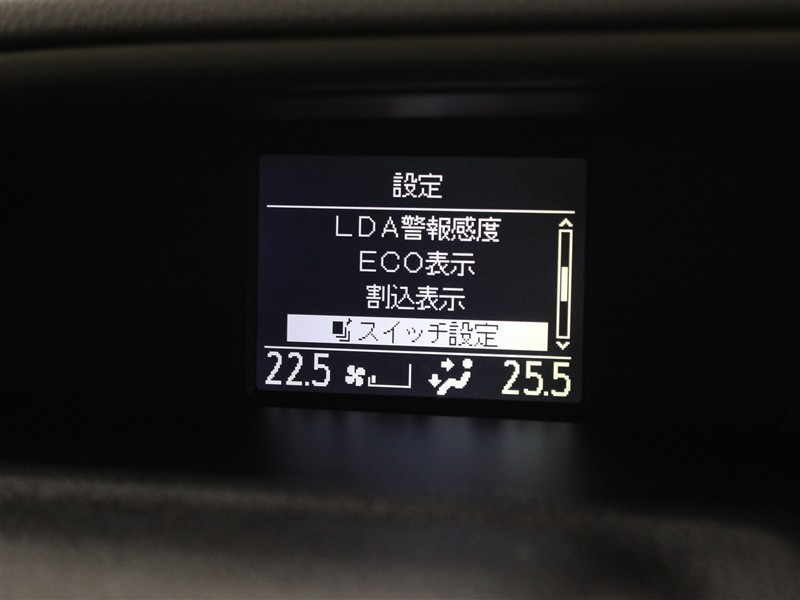 設定
LDA警報感度
ECO表示
割込表示
スイッチ設定
22.5 25.5